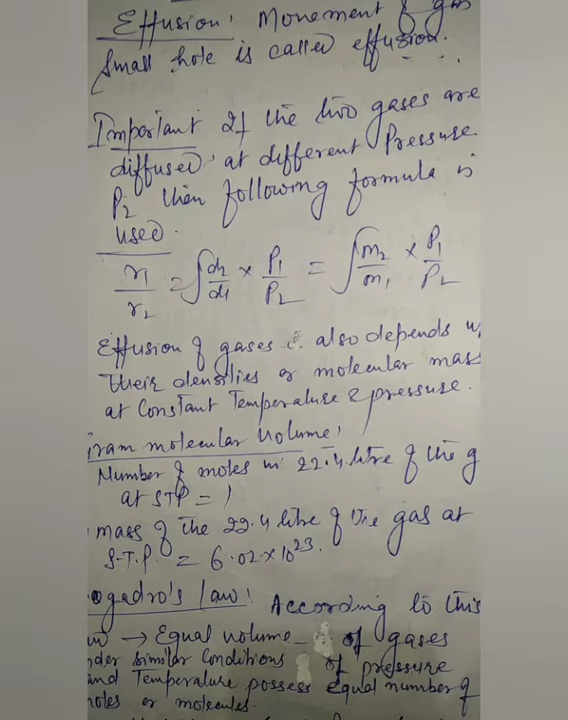 Effusion: Movement of gas
Small hole is called effusion.
Important If the two gases are
diffused at different Pressure
P2 then following formula is
used.
r1/r2 = √d2/d1 × P1/P2 = √m2/m1 × P1/P2
Effusion of gases is also depends
their densities or molecular mass
at Constant Temperature & pressure.
ram molecular Volume:
Number of moles in 22.4 litre of the g
at STP = 1
mass of the 22.4 litre of the gas at
S.T.P. = 6.02×10²³.
ogadro's law: According to this
→ Equal volume of gases
nder similar Conditions of pressure
and Temperature possess equal number of
moles or molecules.